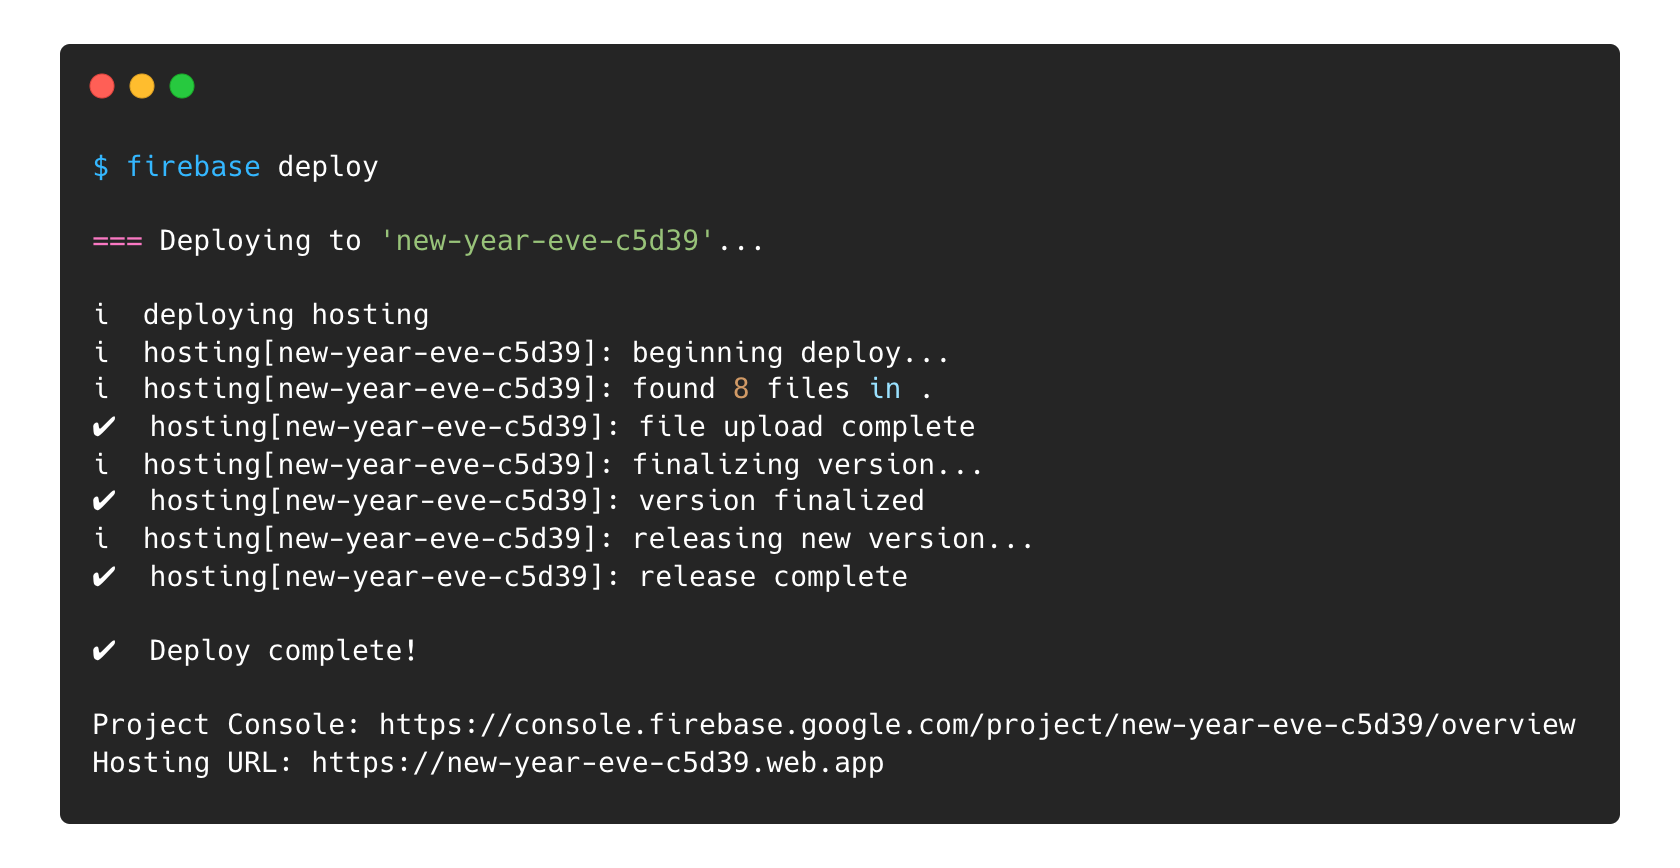 $ firebase deploy
=== Deploying to 'new-year-eve-c5d39'...
i  deploying hosting
i  hosting[new-year-eve-c5d39]: beginning deploy...
i  hosting[new-year-eve-c5d39]: found 8 files in .
✔  hosting[new-year-eve-c5d39]: file upload complete
i  hosting[new-year-eve-c5d39]: finalizing version...
✔  hosting[new-year-eve-c5d39]: version finalized
i  hosting[new-year-eve-c5d39]: releasing new version...
✔  hosting[new-year-eve-c5d39]: release complete
✔  Deploy complete!
Project Console: https://console.firebase.google.com/project/new-year-eve-c5d39/overview
Hosting URL: https://new-year-eve-c5d39.web.app